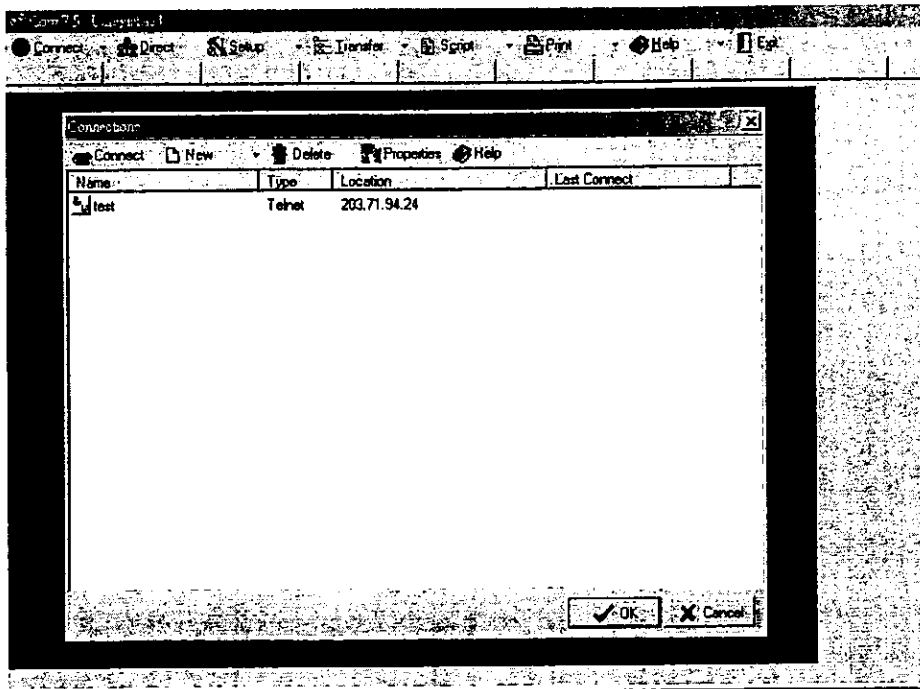 Connect Direct Setup Transfer Script Print Help Exit
Connections
Connect New Delete Properties Help
Name Type Location Last Connect
test Telnet 203.71.94.24
OK Cancel